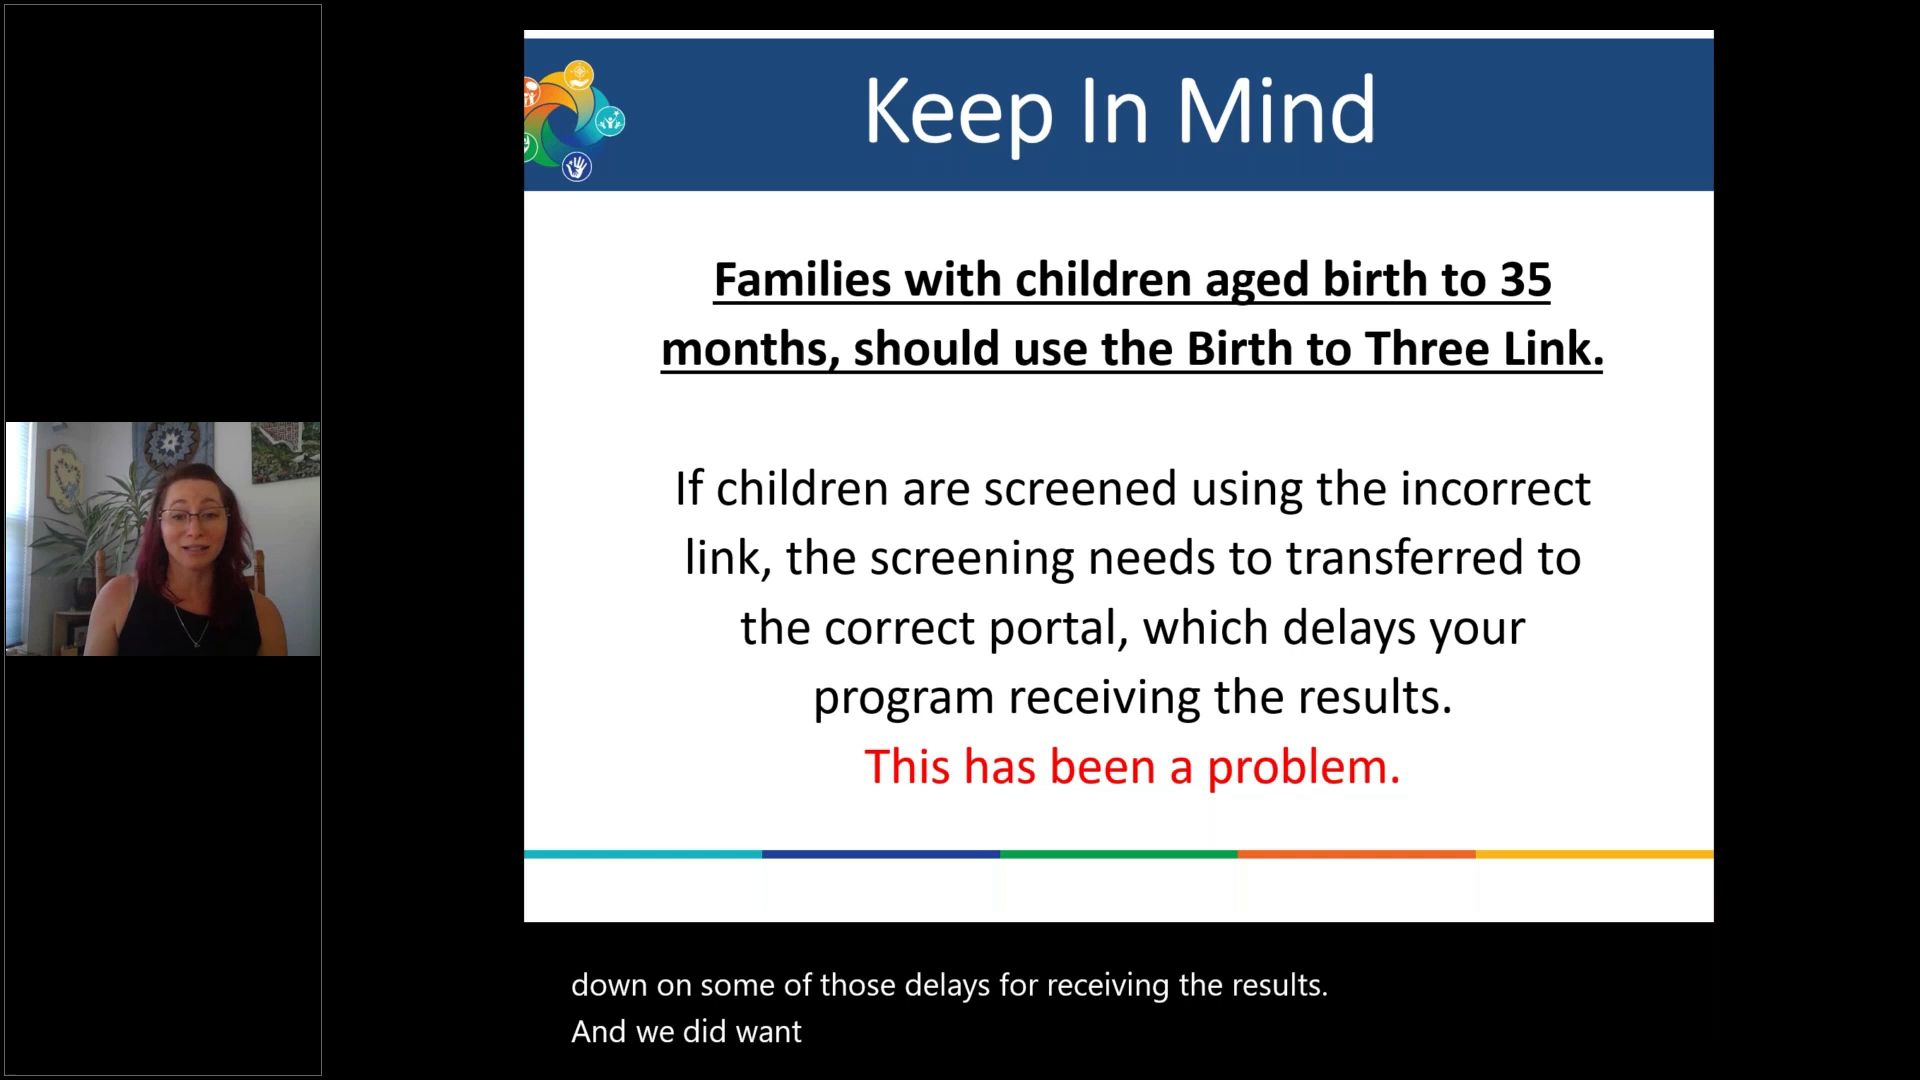 Keep In Mind
Families with children aged birth to 35
months, should use the Birth to Three Link.
If children are screened using the incorrect
link, the screening needs to transferred to
the correct portal, which delays your
program receiving the results.
This has been a problem.
down on some of those delays for receiving the results.
And we did want